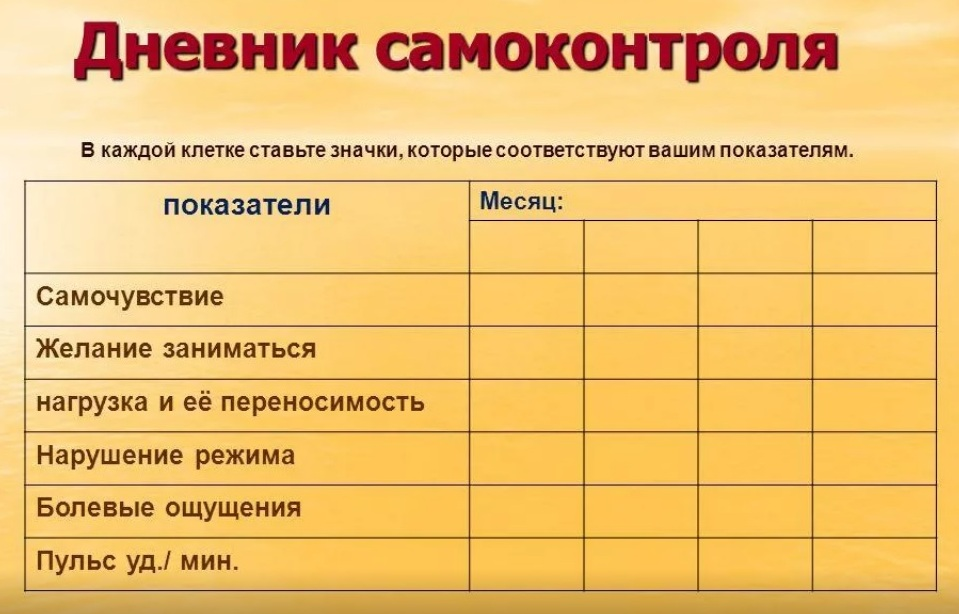 Дневник самоконтроля
В каждой клетке ставьте значки, которые соответствуют вашим показателям.
показатели
Месяц:
Самочувствие
Желание заниматься
нагрузка и её переносимость
Нарушение режима
Болевые ощущения
Пульс уд./ мин.